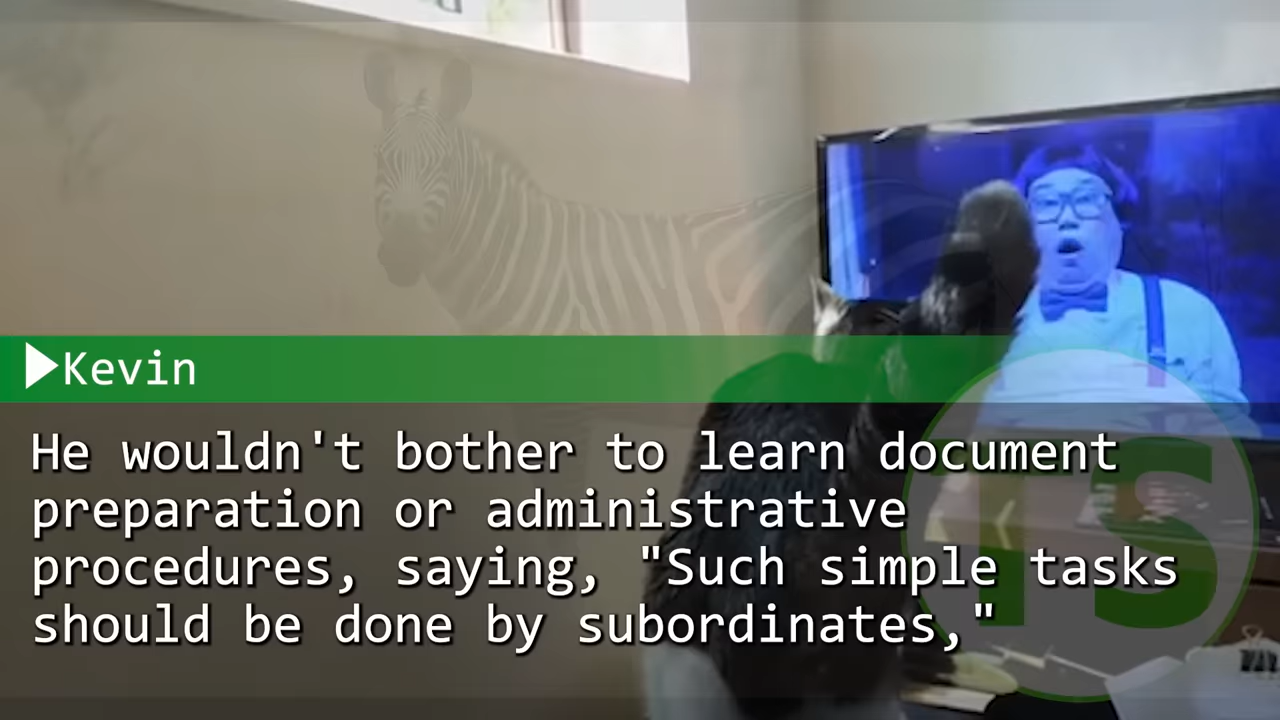 Kevin
He wouldn't bother to learn document
preparation or administrative
procedures, saying, "Such simple tasks
should be done by subordinates,"
TS